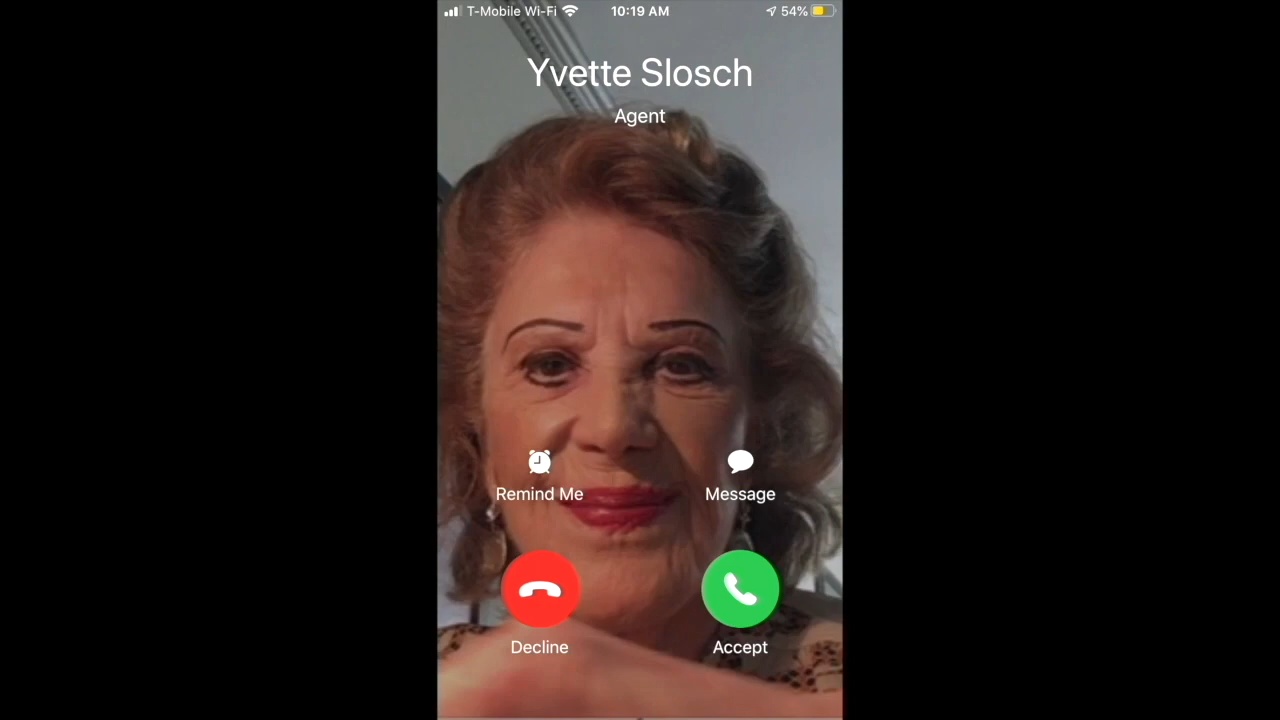 T-Mobile Wi-Fi 10:19 AM 54%
Yvette Slosch
Agent
Remind Me Message
Decline Accept